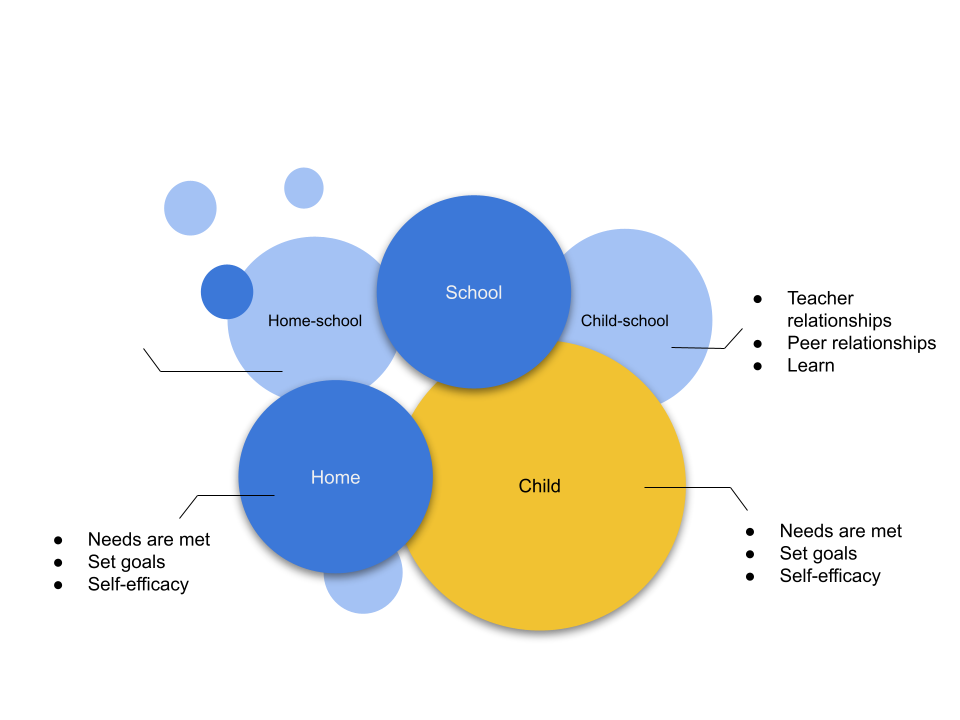 School
Home-school
Child-school
● Teacher
relationships
● Peer relationships
● Learn
Home
Child
● Needs are met
● Set goals
● Self-efficacy
● Needs are met
● Set goals
● Self-efficacy